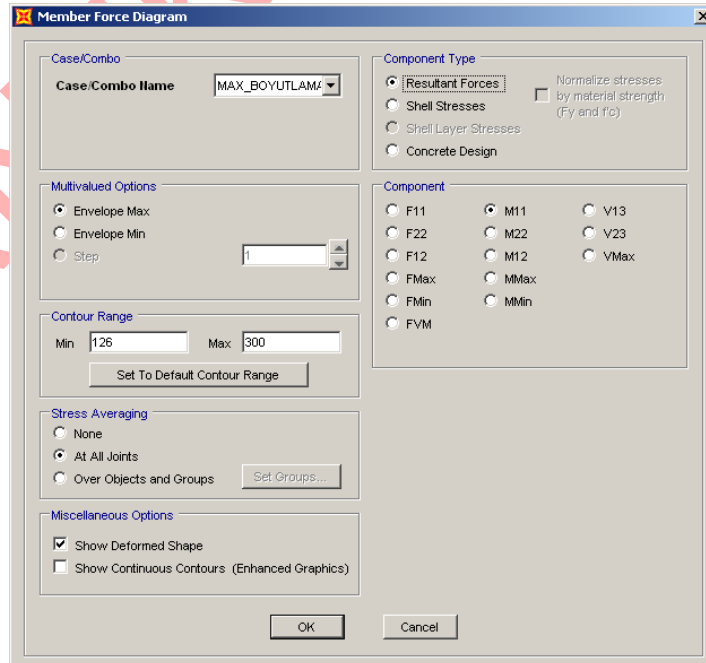 Member Force Diagram
Case/Combo
Case/Combo Name MAX_BOYUTLAMA
Multivalued Options
Envelope Max
Envelope Min
Step 1
Contour Range
Min 126 Max 300
Set To Default Contour Range
Stress Averaging
None
At All Joints
Over Objects and Groups Set Groups...
Miscellaneous Options
Show Deformed Shape
Show Continuous Contours (Enhanced Graphics)
Component Type
Resultant Forces
Shell Stresses
Shell Layer Stresses
Concrete Design
Normalize stresses
by material strength
(Fy and f'c)
Component
F11 M11 V13
F22 M22 V23
F12 M12 VMax
FMax MMax
FMin MMin
FVM
OK Cancel